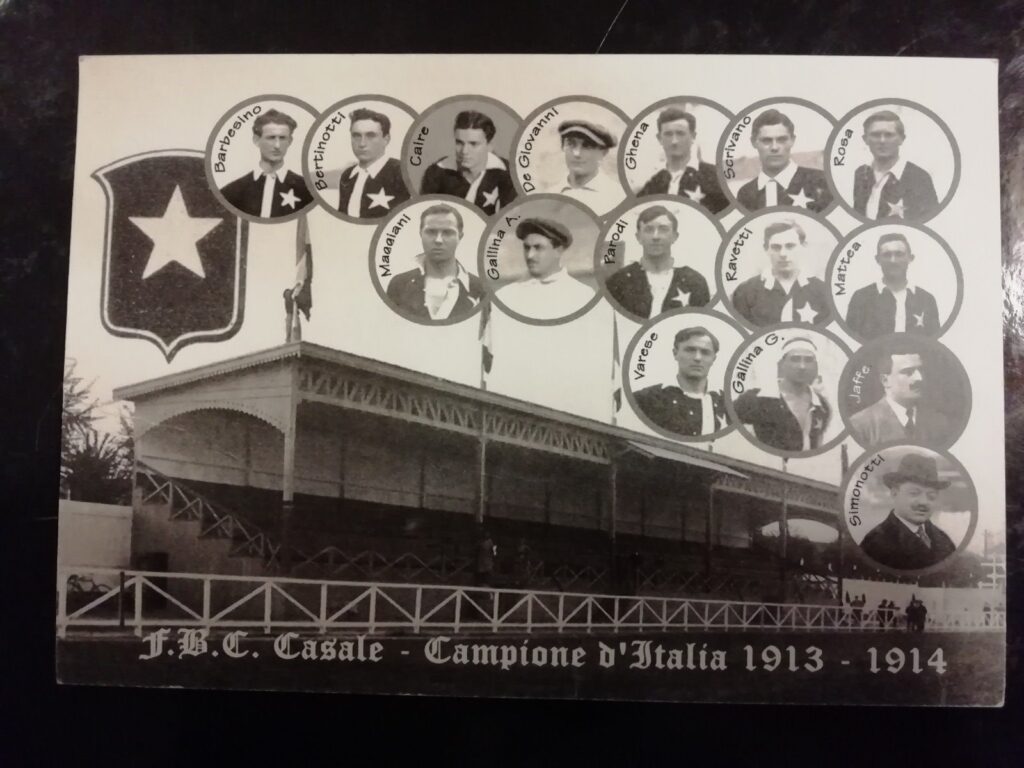 Barbesino
Bertinotti
Caire
De Giovanni
Ghena
Scrivano
Rosa
Maggiani
Gallina A.
Parodi
Ravetti
Mattea
Varese
Gallina G.
Jaffe
Simonotti
F.B.C. Casale - Campione d'Italia 1913 - 1914